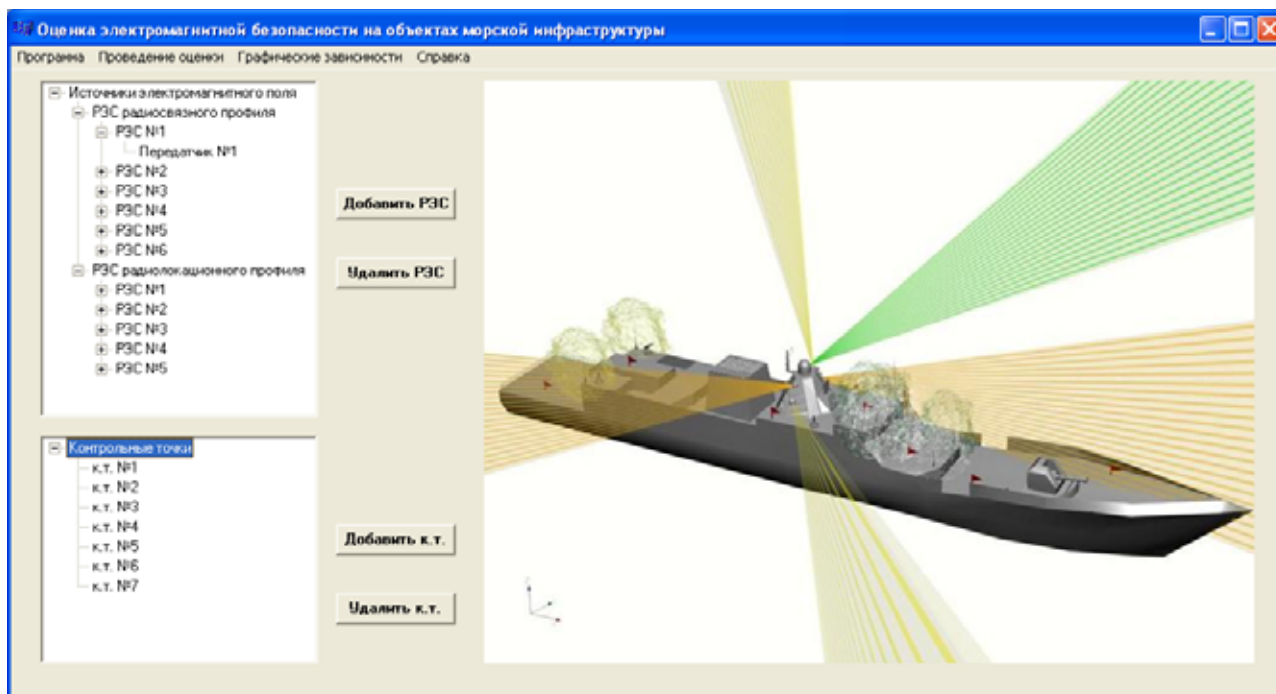 Оценка электромагнитной безопасности на объектах морской инфраструктуры
Программа Проведение оценки Графические зависимости Справка
Источники электромагнитного поля
РЭС радиосвязного профиля
РЭС №1
Передатчик №1
РЭС №2
РЭС №3
РЭС №4
РЭС №5
РЭС №6
РЭС радиолокационного профиля
РЭС №1
РЭС №2
РЭС №3
РЭС №4
РЭС №5
Добавить РЭС
Удалить РЭС
Контрольные точки
к.т. №1
к.т. №2
к.т. №3
к.т. №4
к.т. №5
к.т. №6
к.т. №7
Добавить к.т.
Удалить к.т.